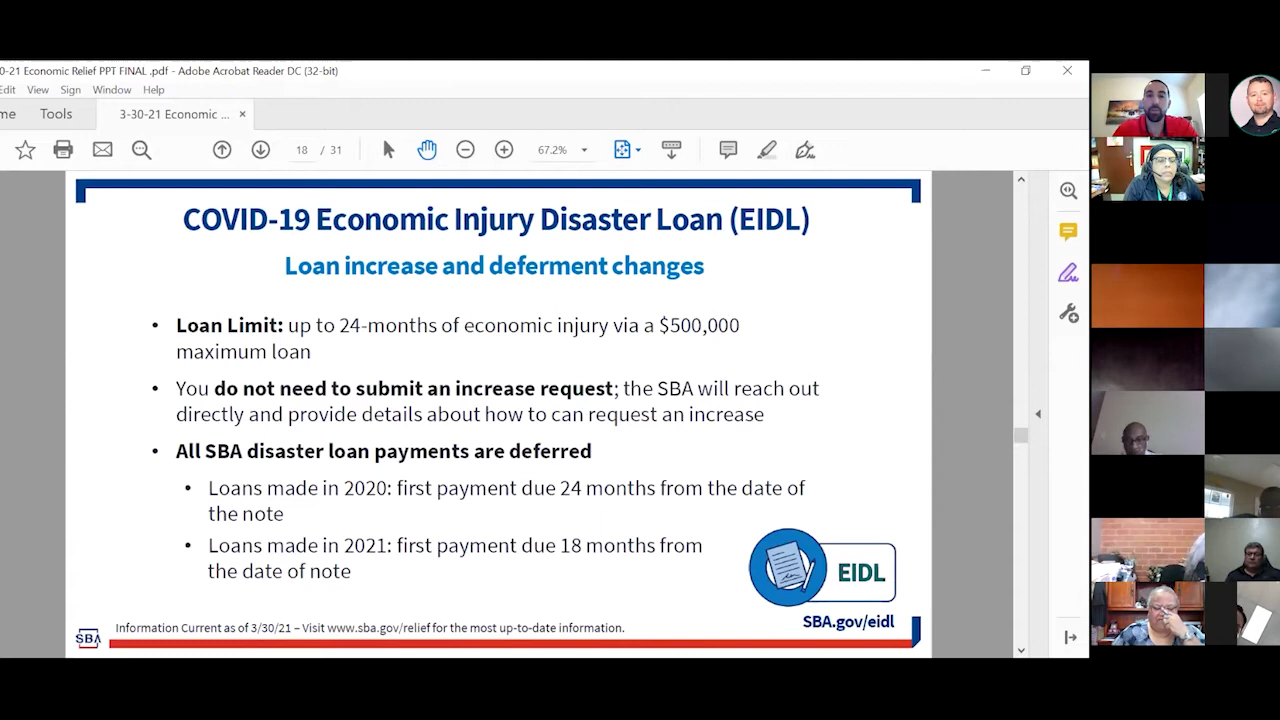 0-21 Economic Relief PPT FINAL .pdf - Adobe Acrobat Reader DC (32-bit)
Edit View Sign Window Help
me Tools 3-30-21 Economic ... ×
18 / 31 67.2%
COVID-19 Economic Injury Disaster Loan (EIDL)
Loan increase and deferment changes
• Loan Limit: up to 24-months of economic injury via a $500,000
maximum loan
• You do not need to submit an increase request; the SBA will reach out
directly and provide details about how to can request an increase
• All SBA disaster loan payments are deferred
• Loans made in 2020: first payment due 24 months from the date of
the note
• Loans made in 2021: first payment due 18 months from
the date of note
EIDL
SBA.gov/eidl
SBA
Information Current as of 3/30/21 – Visit www.sba.gov/relief for the most up-to-date information.